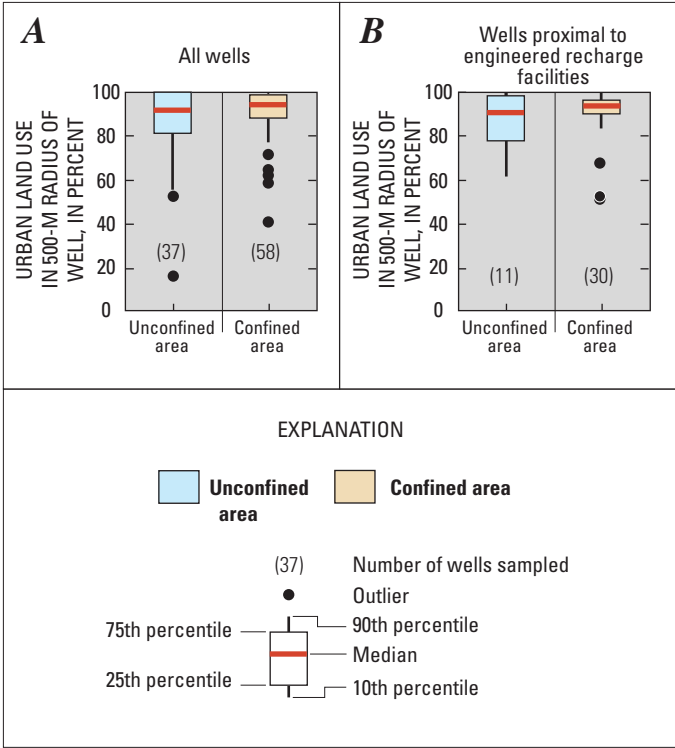 A
All wells
URBAN LAND USE
IN 500-M RADIUS OF
WELL, IN PERCENT
100
80
60
40
20
0
(37)
(58)
Unconfined
area
Confined
area
B
Wells proximal to
engineered recharge
facilities
URBAN LAND USE
IN 500-M RADIUS OF
WELL, IN PERCENT
100
80
60
40
20
0
(11)
(30)
Unconfined
area
Confined
area
EXPLANATION
Unconfined
area
Confined area
(37) Number of wells sampled
Outlier
75th percentile
90th percentile
Median
25th percentile
10th percentile